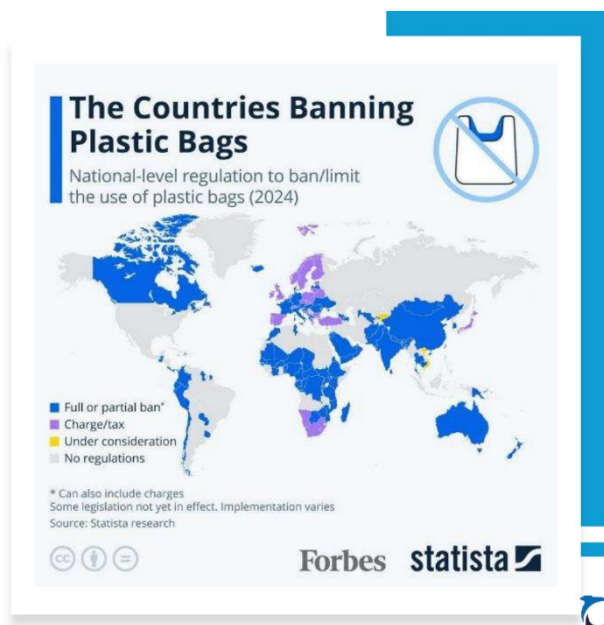 The Countries Banning
Plastic Bags
National-level regulation to ban/limit
the use of plastic bags (2024)
Full or partial ban*
Charge/tax
Under consideration
No regulations
* Can also include charges
Some legislation not yet in effect. Implementation varies
Source: Statista research
cc
Forbes statista